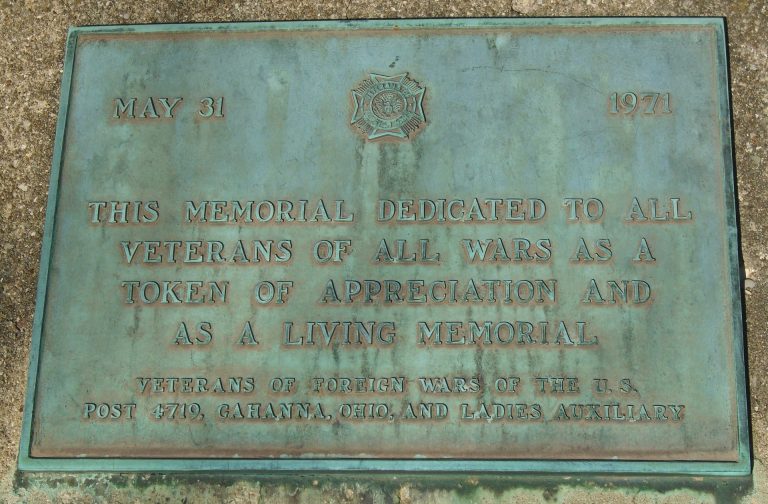 MAY 31 1971
THIS MEMORIAL DEDICATED TO ALL
VETERANS OF ALL WARS AS A
TOKEN OF APPRECIATION AND
AS A LIVING MEMORIAL
VETERANS OF FOREIGN WARS OF THE U.S.
POST 4719, GAHANNA, OHIO, AND LADIES AUXILIARY